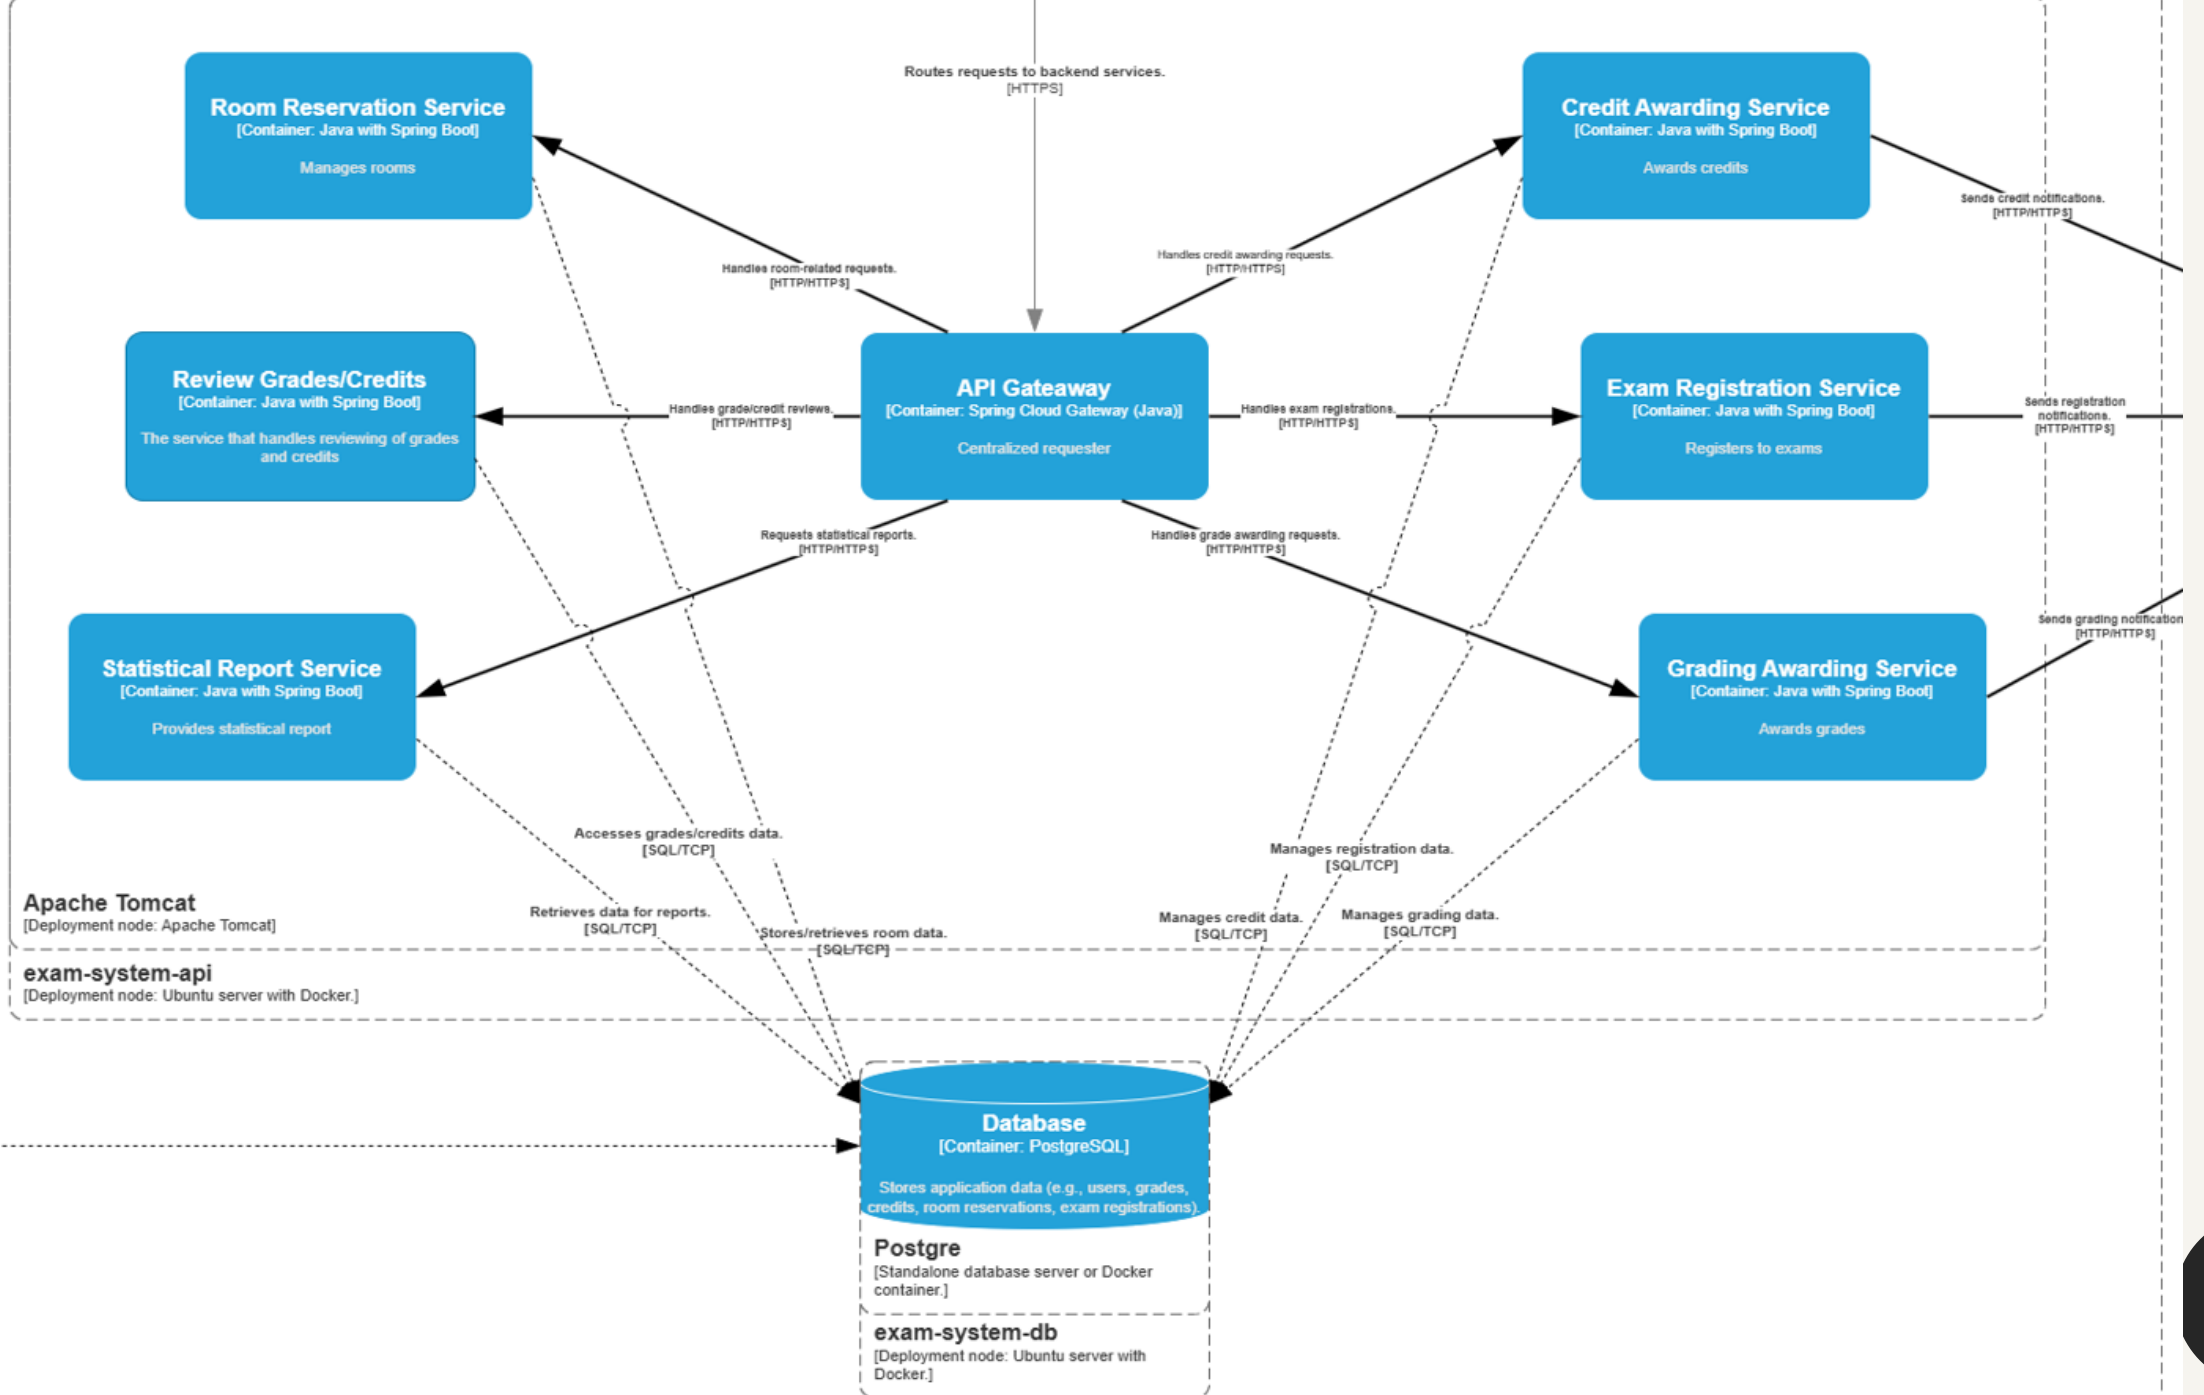 Routes requests to backend services.
[HTTPS]
Room Reservation Service
[Container: Java with Spring Boot]
Manages rooms
Credit Awarding Service
[Container: Java with Spring Boot]
Awards credits
Sends credit notifications.
[HTTP/HTTPS]
Handles room-related requests.
[HTTP/HTTPS]
Handles credit awarding requests.
[HTTP/HTTPS]
Review Grades/Credits
[Container: Java with Spring Boot]
The service that handles reviewing of grades
and credits
Handles grade/credit reviews.
[HTTP/HTTPS]
API Gateaway
[Container: Spring Cloud Gateway (Java)]
Centralized requester
Handles exam registrations.
[HTTP/HTTPS]
Exam Registration Service
[Container: Java with Spring Boot]
Registers to exams
Sends registration
notifications.
[HTTP/HTTPS]
Requests statistical reports.
[HTTP/HTTPS]
Handles grade awarding requests.
[HTTP/HTTPS]
Statistical Report Service
[Container: Java with Spring Boot]
Provides statistical report
Grading Awarding Service
[Container: Java with Spring Boot]
Awards grades
Sends grading notification
[HTTP/HTTPS]
Accesses grades/credits data.
[SQL/TCP]
Manages registration data.
[SQL/TCP]
Retrieves data for reports.
[SQL/TCP]
Stores/retrieves room data.
[SQL/TCP]
Manages credit data.
[SQL/TCP]
Manages grading data.
[SQL/TCP]
Apache Tomcat
[Deployment node: Apache Tomcat]
exam-system-api
[Deployment node: Ubuntu server with Docker.]
Database
[Container: PostgreSQL]
Stores application data (e.g., users, grades,
credits, room reservations, exam registrations).
Postgre
[Standalone database server or Docker
container.]
exam-system-db
[Deployment node: Ubuntu server with
Docker.]